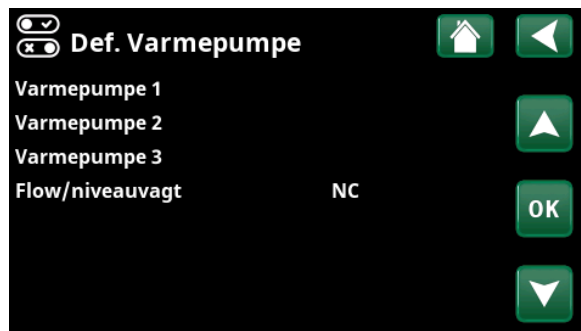 Def. Varmepumpe
Varmepumpe 1
Varmepumpe 2
Varmepumpe 3
Flow/niveauvagt NC
OK